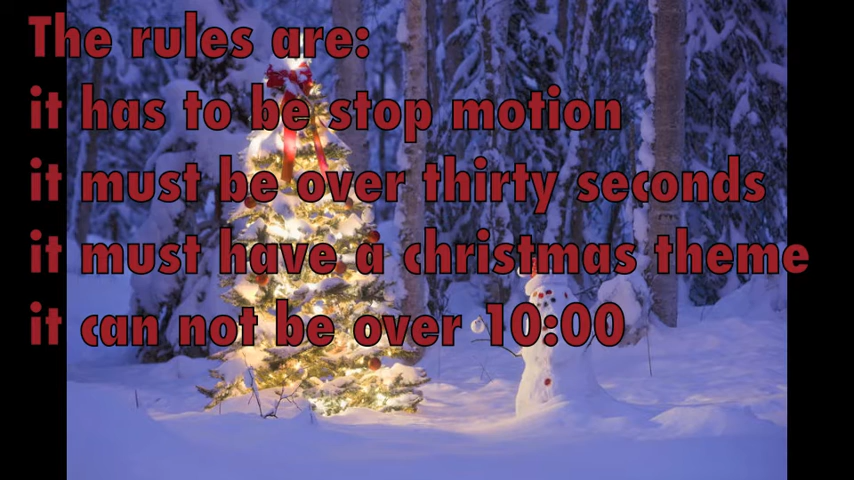 The rules are:
it has to be stop motion
it must be over thirty seconds
it must have a christmas theme
it can not be over 10:00